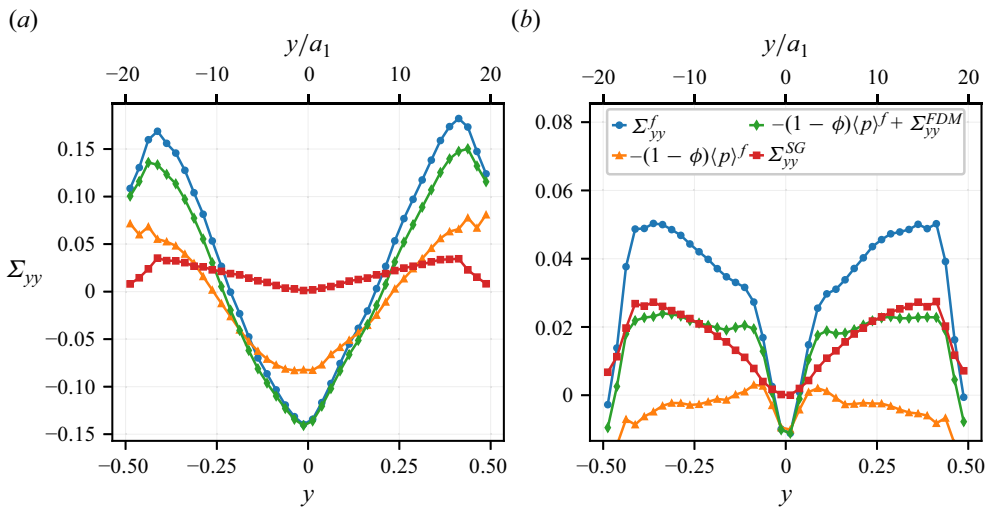 (a)
(b)
y/a₁
y/a₁
−20 −10 0 10 20
−20 −10 0 10 20
0.15
0.10
0.05
0
−0.05
−0.10
−0.15
Σyy
−0.50 −0.25 0 0.25 0.50
y
0.08
0.06
0.04
0.02
0
Σ^f_yy
−(1 − ϕ)⟨p⟩^f + Σ^FDM_yy
−(1 − ϕ)⟨p⟩^f
Σ^SG_yy
−0.50 −0.25 0 0.25 0.50
y